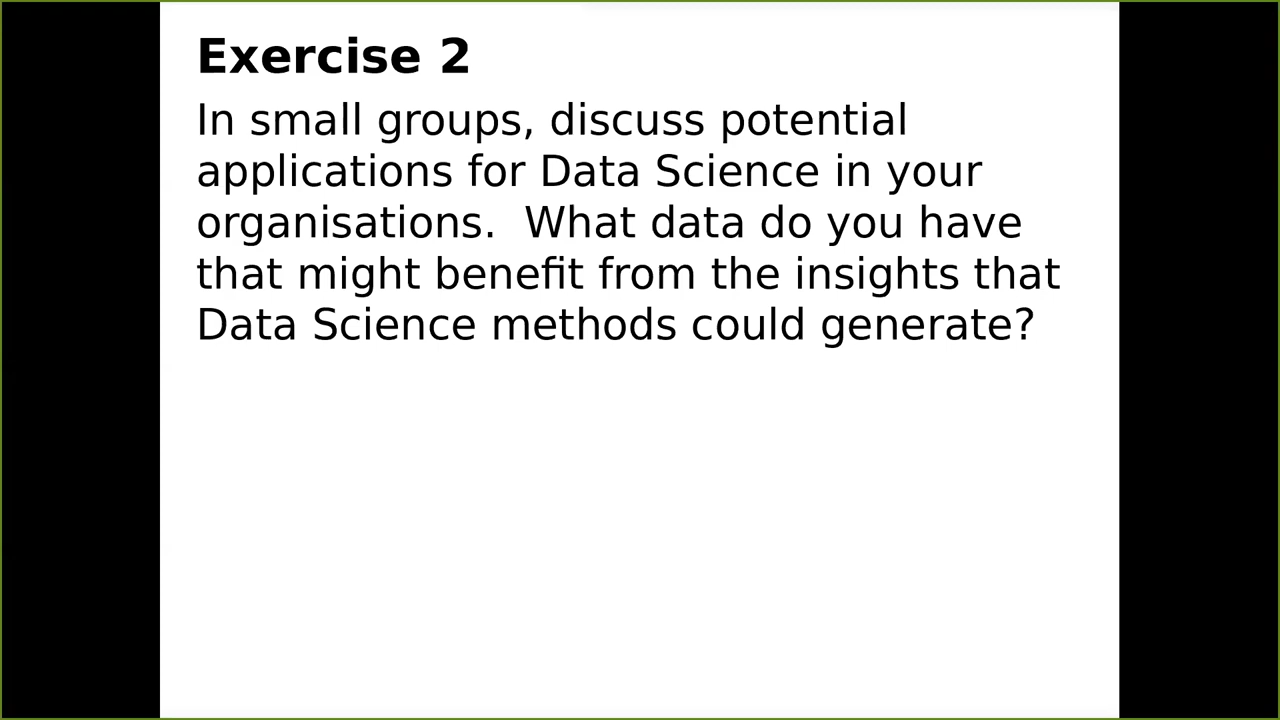 Exercise 2
In small groups, discuss potential
applications for Data Science in your
organisations.  What data do you have
that might benefit from the insights that
Data Science methods could generate?